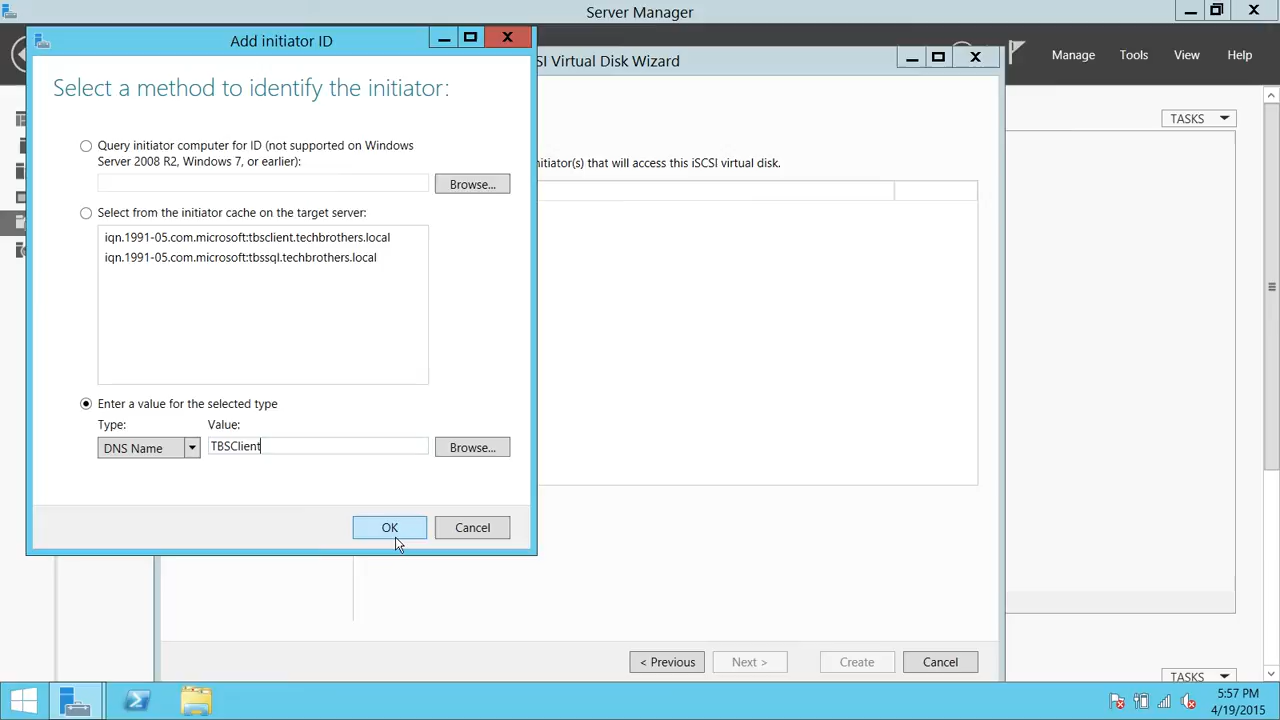 Server Manager
Add initiator ID
SI Virtual Disk Wizard
Manage
Tools
View
Help
Select a method to identify the initiator:
TASKS
Query initiator computer for ID (not supported on Windows
Server 2008 R2, Windows 7, or earlier):
nitiator(s) that will access this iSCSI virtual disk.
Browse...
Select from the initiator cache on the target server:
iqn.1991-05.com.microsoft:tbsclient.techbrothers.local
iqn.1991-05.com.microsoft:tbssql.techbrothers.local
Enter a value for the selected type
Type:
Value:
DNS Name
TBSClient
Browse...
OK
Cancel
< Previous
Next >
Create
Cancel
TASKS
5:57 PM
4/19/2015